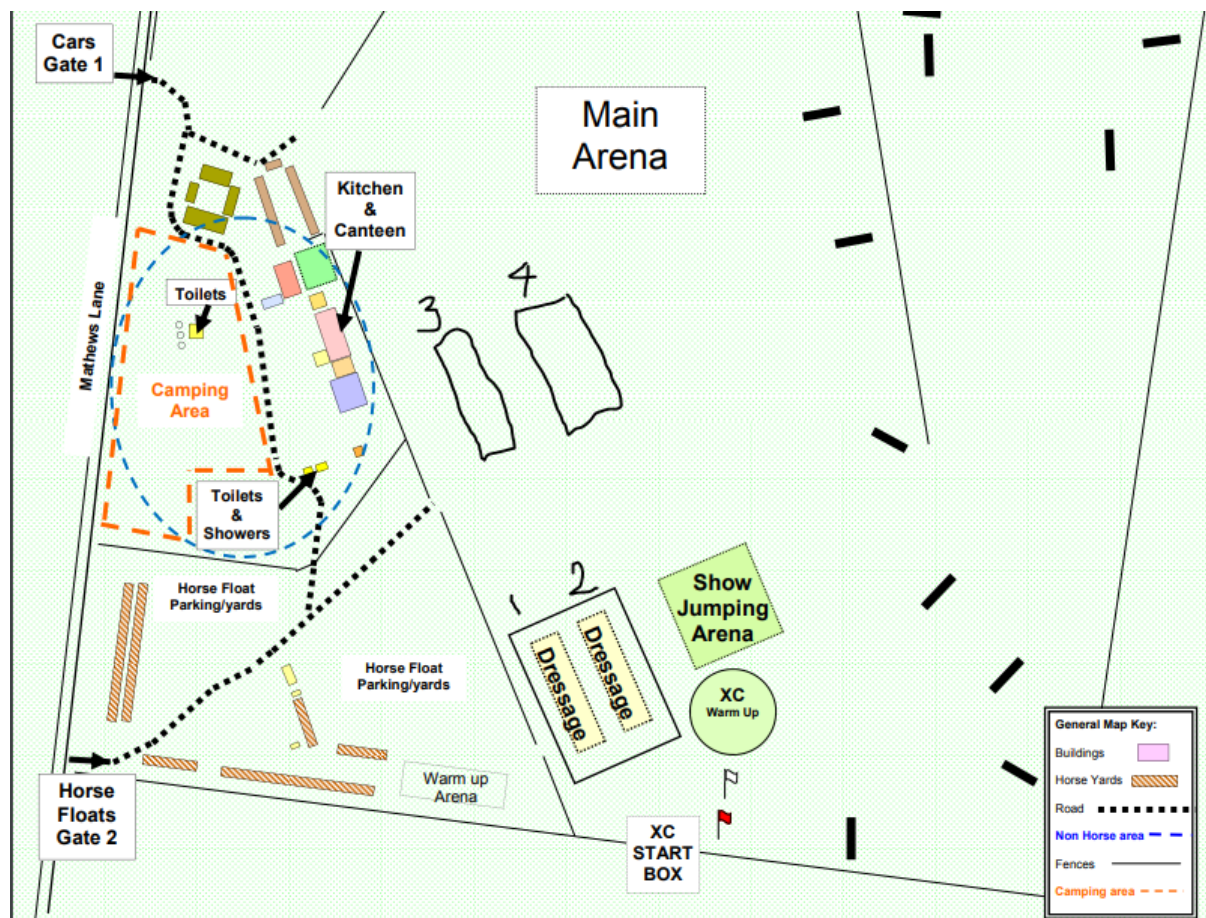 Cars
Gate 1
Main
Arena
Kitchen
&
Canteen
Toilets
Mathews Lane
Camping
Area
3
4
Toilets
&
Showers
Horse Float
Parking/yards
1
2
Dressage
Dressage
Show
Jumping
Arena
XC
Warm Up
Horse Float
Parking/yards
Warm up
Arena
Horse
Floats
Gate 2
XC
START
BOX
General Map Key:
Buildings
Horse Yards
Road
Non Horse area
Fences
Camping area